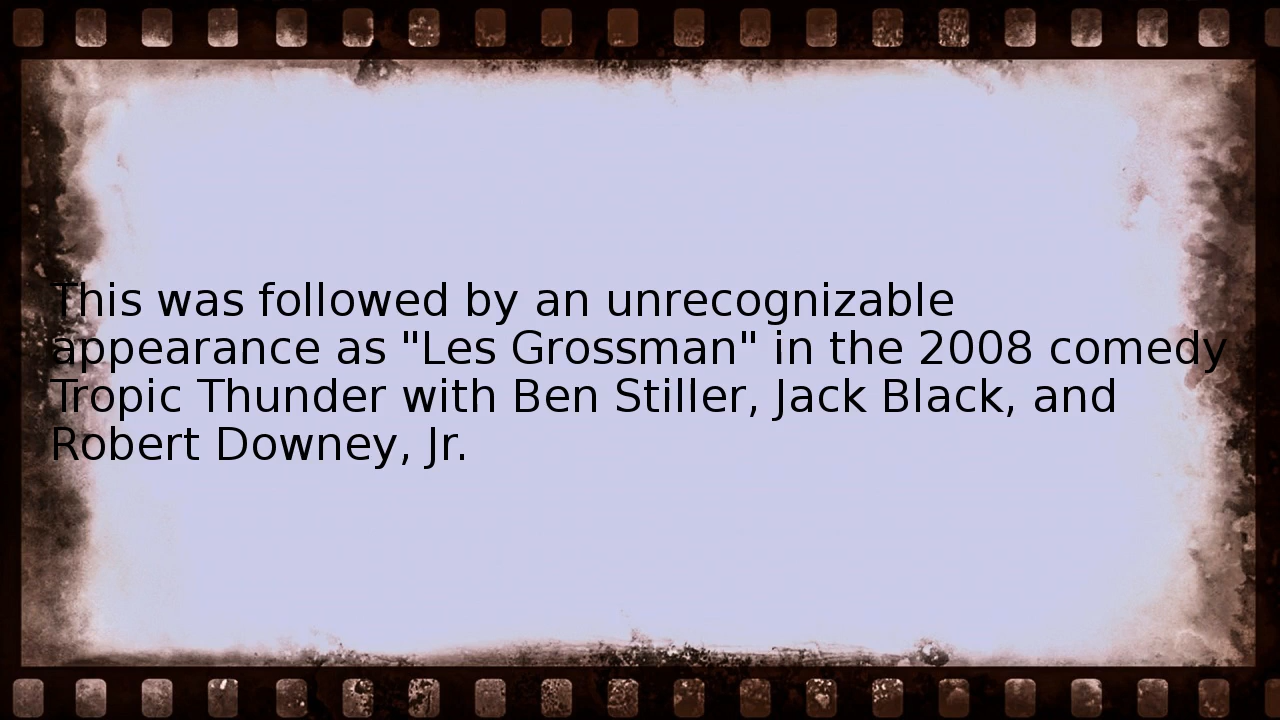 This was followed by an unrecognizable
appearance as "Les Grossman" in the 2008 comedy
Tropic Thunder with Ben Stiller, Jack Black, and
Robert Downey, Jr.